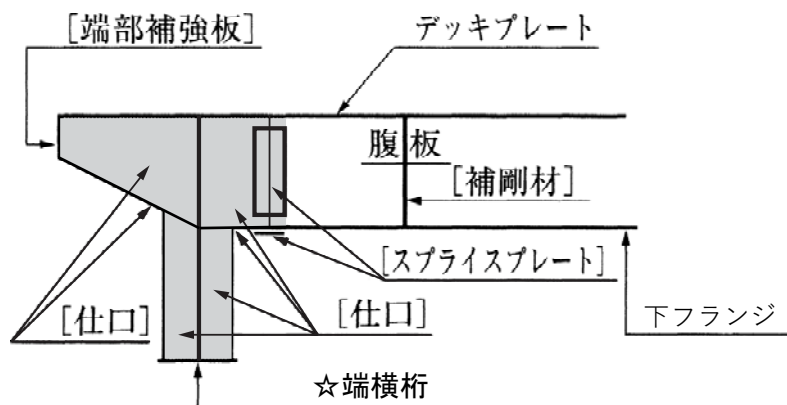 [端部補強板]
デッキプレート
腹板
[補剛材]
[スプライスプレート]
[仕口]
[仕口]
下フランジ
☆端横桁